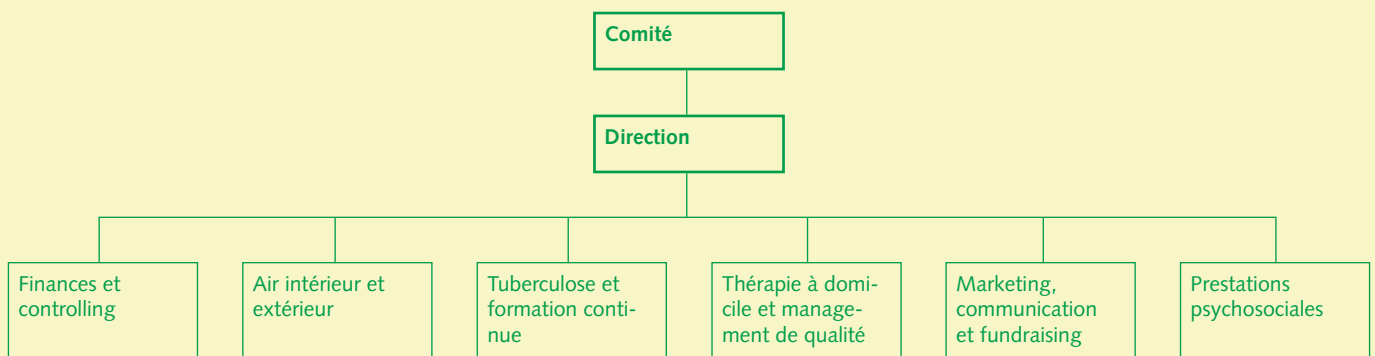 Comité
Direction
Finances et
controlling
Air intérieur et
extérieur
Tuberculose et
formation conti-
nue
Thérapie à domi-
cile et manage-
ment de qualité
Marketing,
communication
et fundraising
Prestations
psychosociales